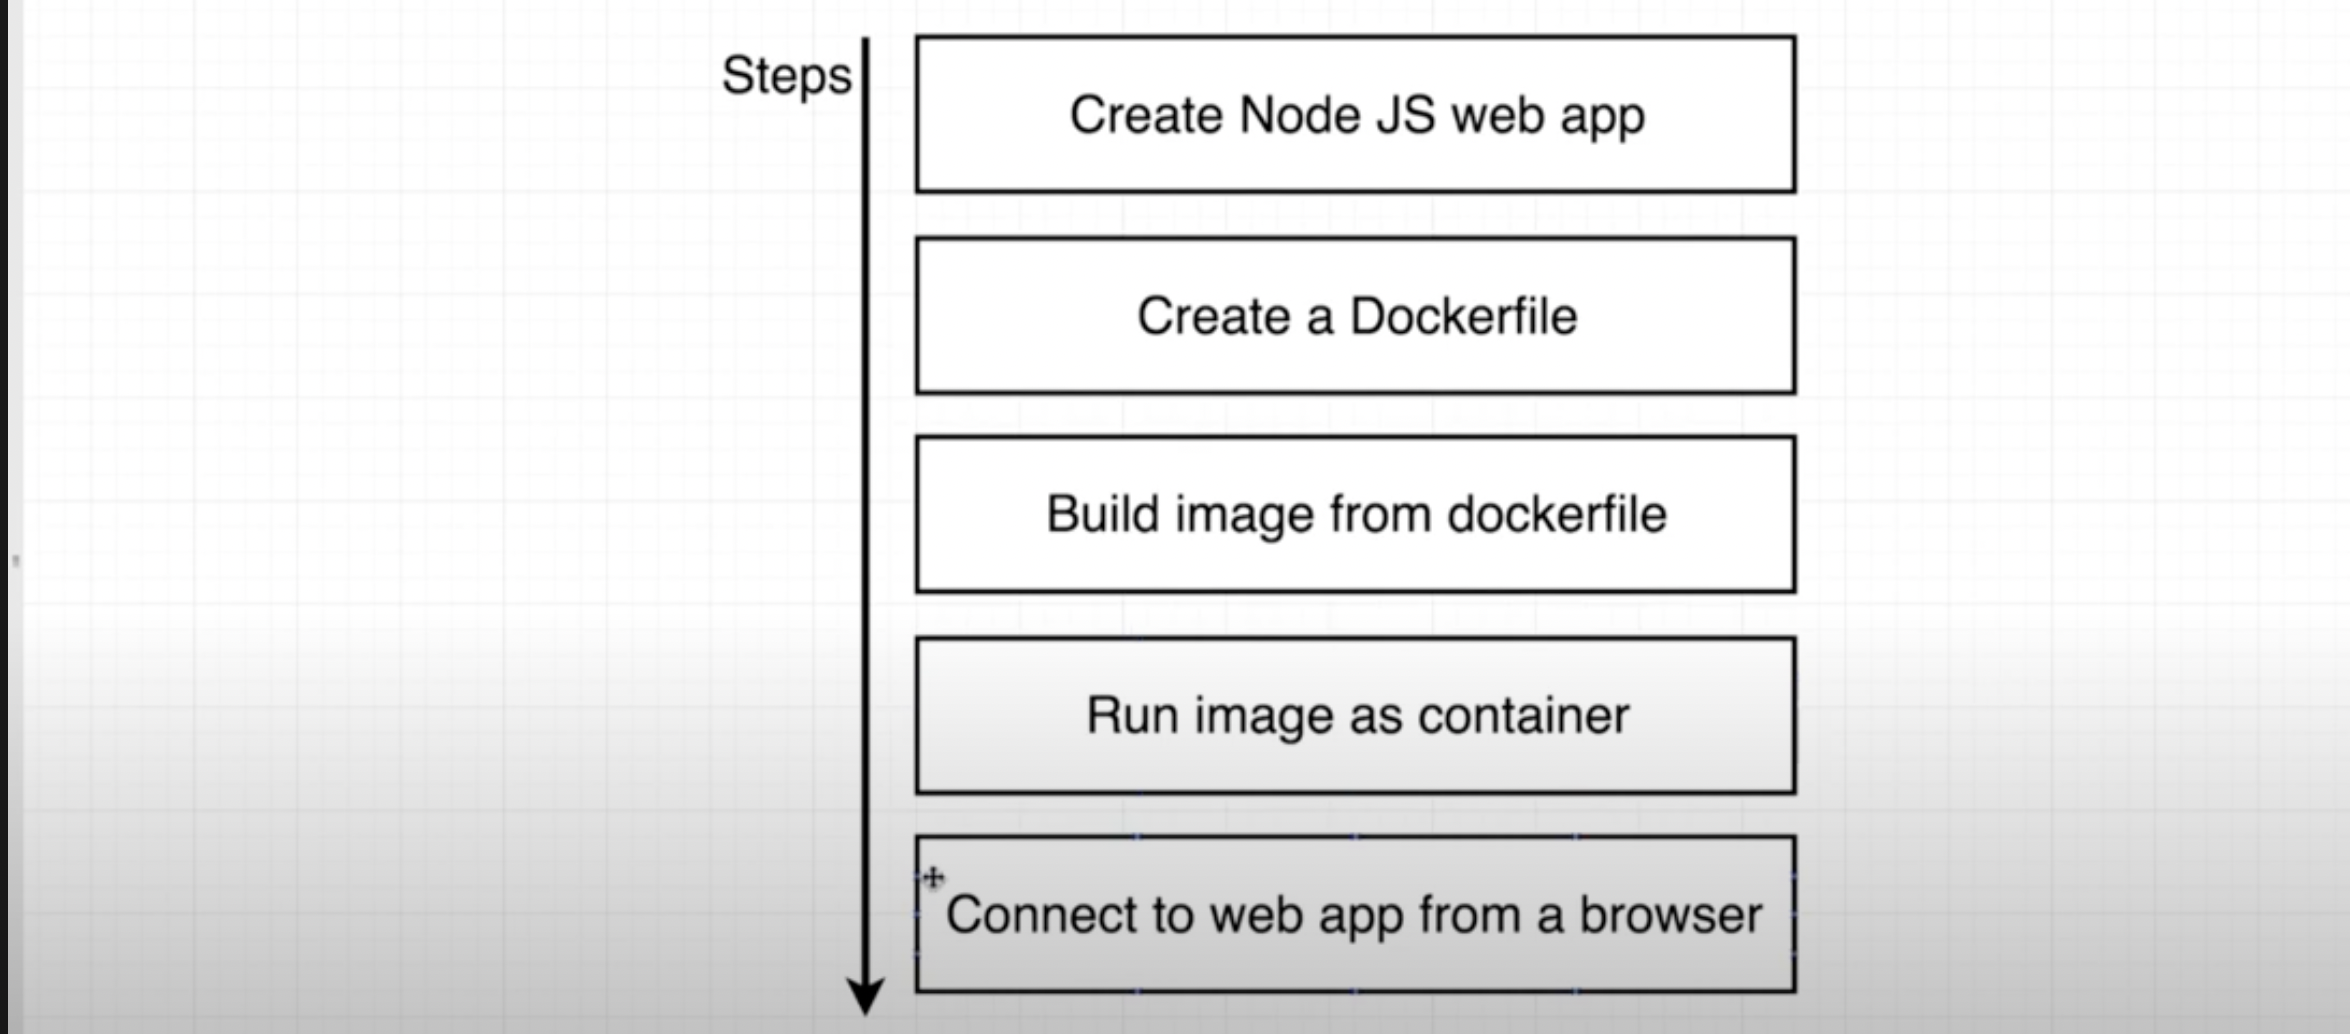 Steps
Create Node JS web app
Create a Dockerfile
Build image from dockerfile
Run image as container
Connect to web app from a browser